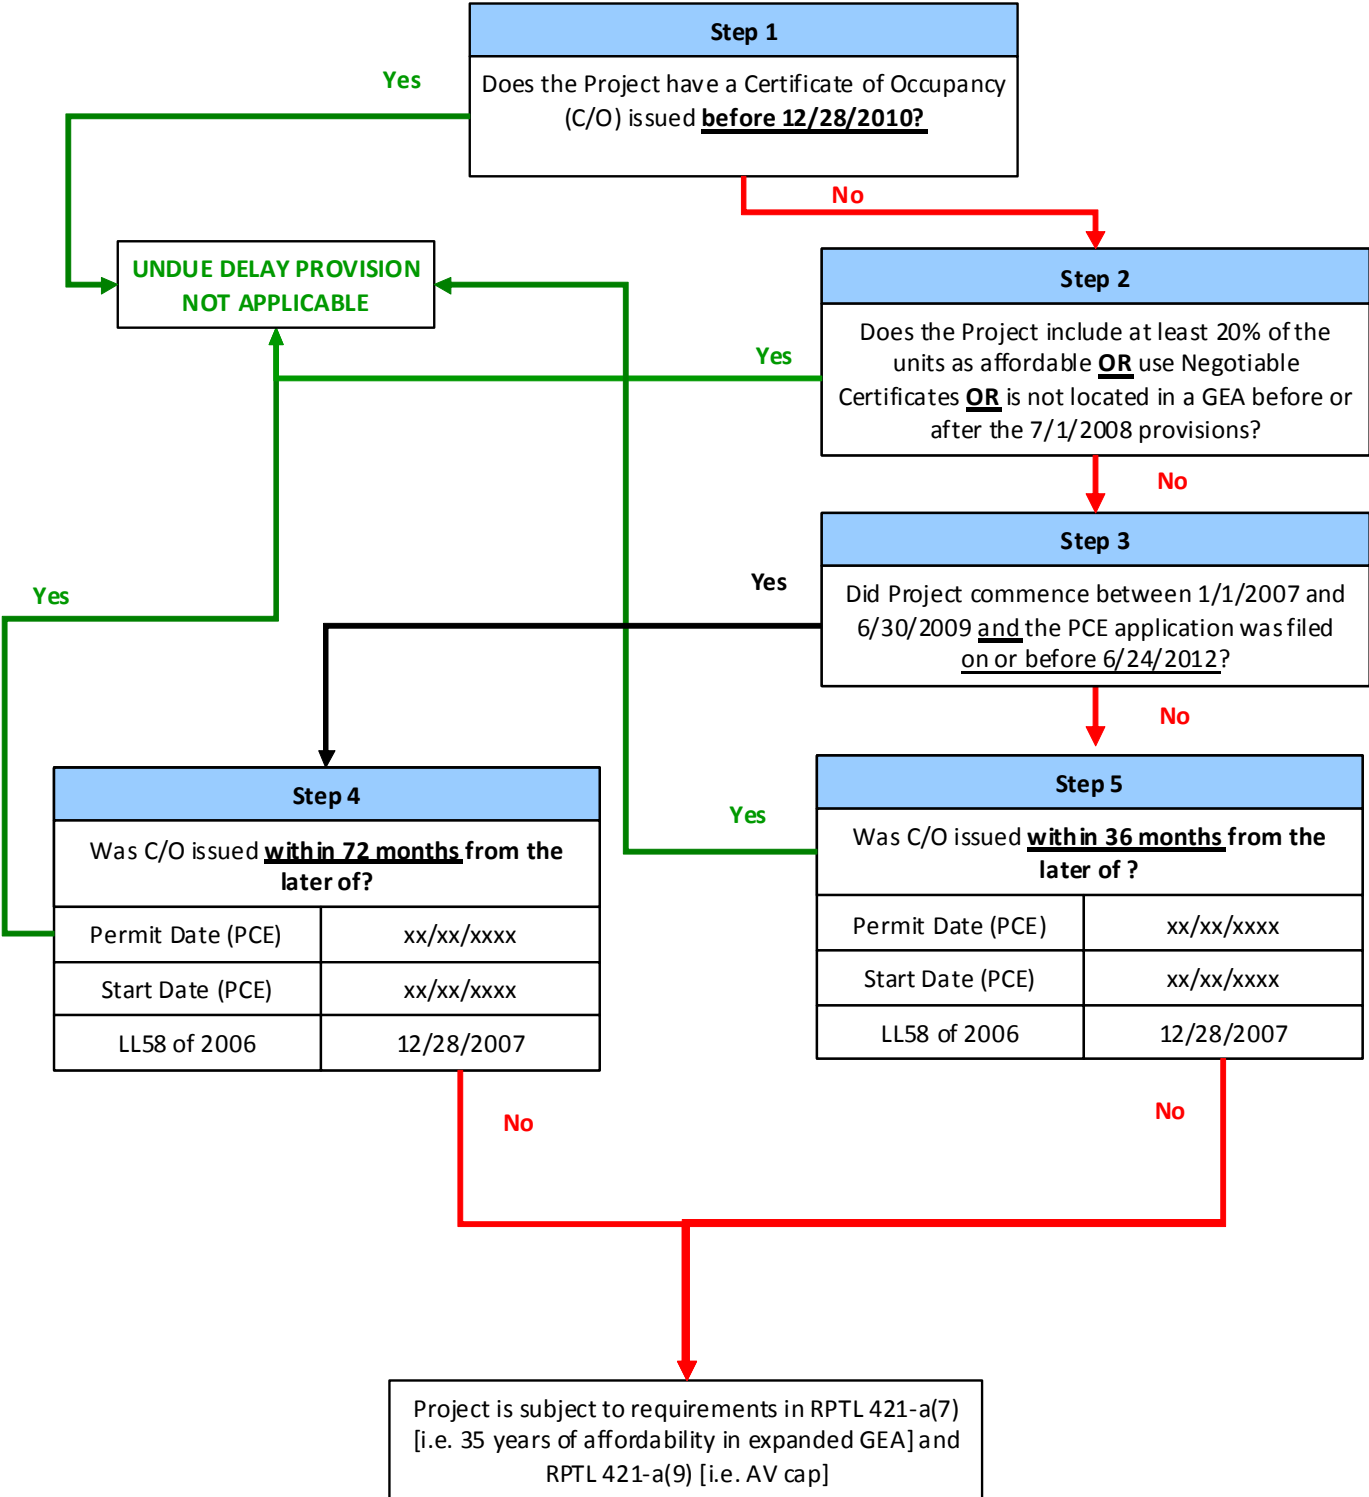 Step 1
Yes
Does the Project have a Certificate of Occupancy
(C/O) issued before 12/28/2010?
No
UNDUE DELAY PROVISION
NOT APPLICABLE
Step 2
Does the Project include at least 20% of the
units as affordable OR use Negotiable
Certificates OR is not located in a GEA before or
after the 7/1/2008 provisions?
Yes
No
Step 3
Did Project commence between 1/1/2007 and
6/30/2009 and the PCE application was filed
on or before 6/24/2012?
Yes
Yes
No
Step 4
Was C/O issued within 72 months from the
later of?
Permit Date (PCE) xx/xx/xxxx
Start Date (PCE) xx/xx/xxxx
LL58 of 2006 12/28/2007
Step 5
Yes
Was C/O issued within 36 months from the
later of ?
Permit Date (PCE) xx/xx/xxxx
Start Date (PCE) xx/xx/xxxx
LL58 of 2006 12/28/2007
No
No
Project is subject to requirements in RPTL 421-a(7)
[i.e. 35 years of affordability in expanded GEA] and
RPTL 421-a(9) [i.e. AV cap]